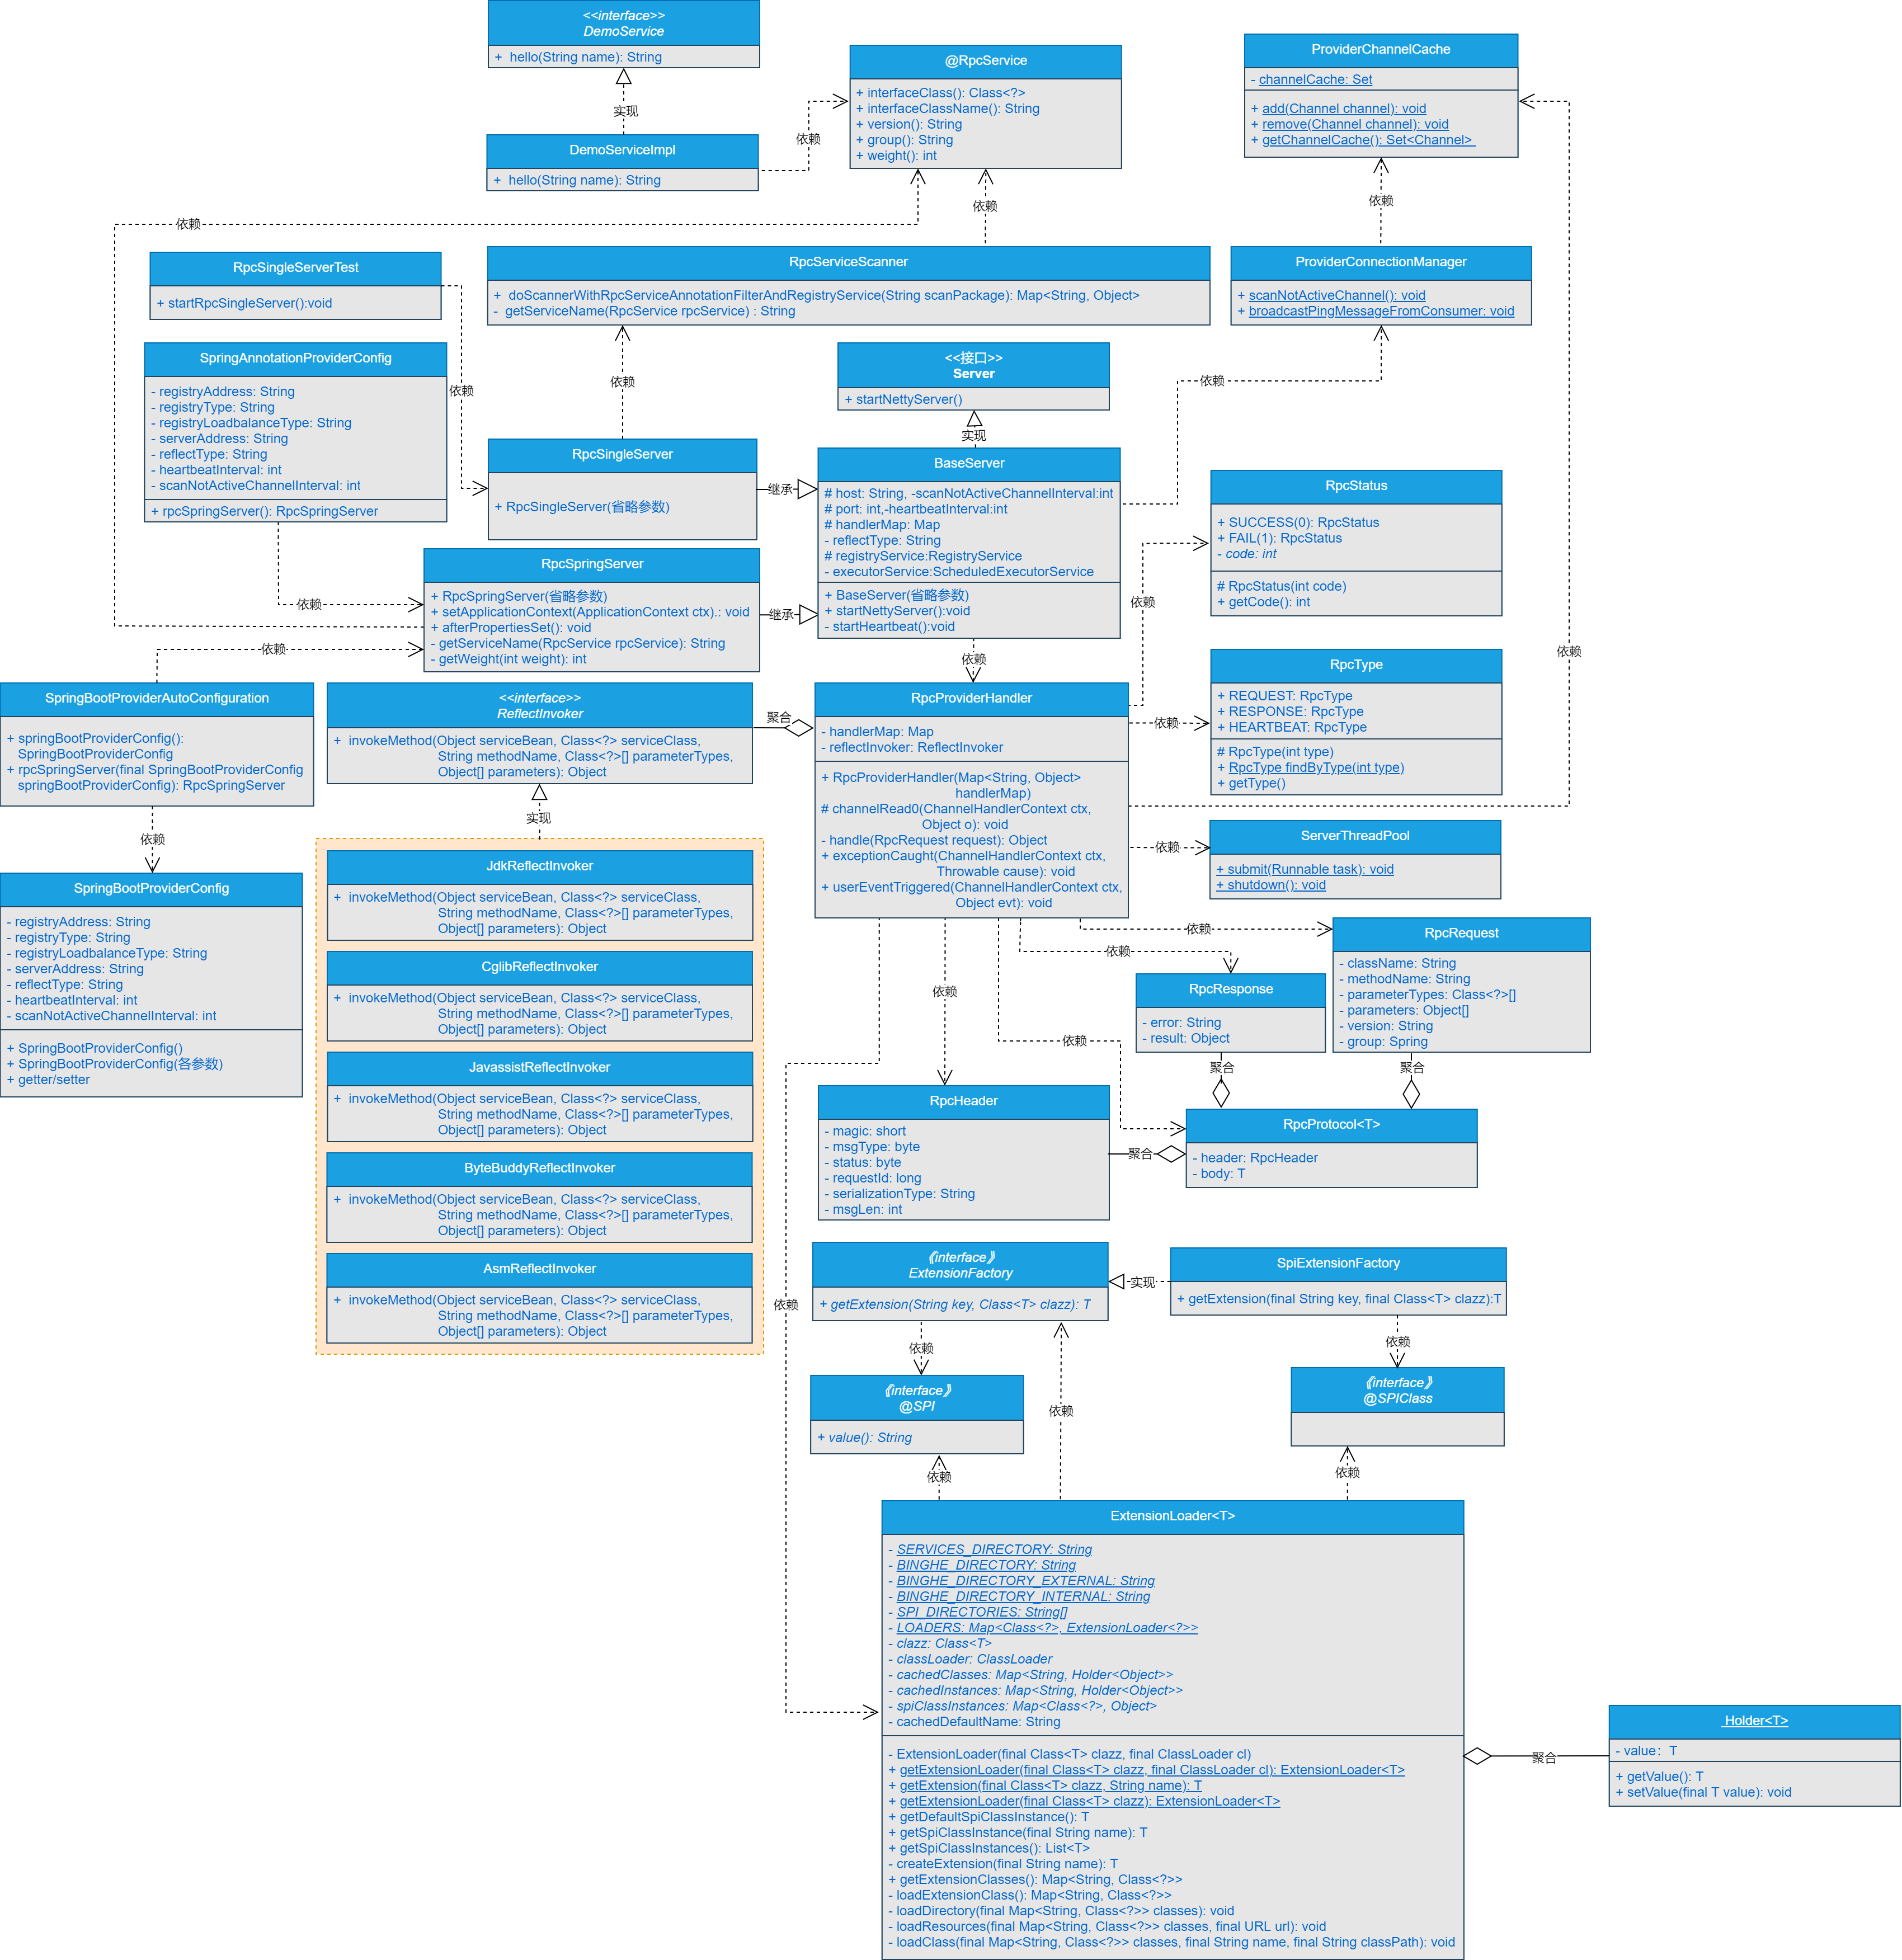 <<interface>>
DemoService
+  hello(String name): String
实现
DemoServiceImpl
+  hello(String name): String
依赖
@RpcService
+ interfaceClass(): Class<?>
+ interfaceClassName(): String
+ version(): String
+ group(): String
+ weight(): int
ProviderChannelCache
- channelCache: Set
+ add(Channel channel): void
+ remove(Channel channel): void
+ getChannelCache(): Set<Channel>
依赖
依赖
依赖
RpcSingleServerTest
+ startRpcSingleServer():void
RpcServiceScanner
+  doScannerWithRpcServiceAnnotationFilterAndRegistryService(String scanPackage): Map<String, Object>
-  getServiceName(RpcService rpcService) : String
ProviderConnectionManager
+ scanNotActiveChannel(): void
+ broadcastPingMessageFromConsumer: void
SpringAnnotationProviderConfig
- registryAddress: String
- registryType: String
- registryLoadbalanceType: String
- serverAddress: String
- reflectType: String
- heartbeatInterval: int
- scanNotActiveChannelInterval: int
+ rpcSpringServer(): RpcSpringServer
依赖
依赖
<<接口>>
Server
+ startNettyServer()
依赖
实现
RpcSingleServer
+ RpcSingleServer(省略参数)
继承
BaseServer
# host: String, -scanNotActiveChannelInterval:int
# port: int,-heartbeatInterval:int
# handlerMap: Map
- reflectType: String
# registryService:RegistryService
- executorService:ScheduledExecutorService
+ BaseServer(省略参数)
+ startNettyServer():void
- startHeartbeat():void
RpcStatus
+ SUCCESS(0): RpcStatus
+ FAIL(1): RpcStatus
- code: int
# RpcStatus(int code)
+ getCode(): int
RpcSpringServer
+ RpcSpringServer(省略参数)
+ setApplicationContext(ApplicationContext ctx).: void
+ afterPropertiesSet(): void
- getServiceName(RpcService rpcService): String
- getWeight(int weight): int
依赖
继承
依赖
依赖
依赖
依赖
SpringBootProviderAutoConfiguration
+ springBootProviderConfig():
SpringBootProviderConfig
+ rpcSpringServer(final SpringBootProviderConfig
springBootProviderConfig): RpcSpringServer
<<interface>>
ReflectInvoker
+  invokeMethod(Object serviceBean, Class<?> serviceClass,
String methodName, Class<?>[] parameterTypes,
Object[] parameters): Object
聚合
RpcProviderHandler
- handlerMap: Map
- reflectInvoker: ReflectInvoker
+ RpcProviderHandler(Map<String, Object>
handlerMap)
# channelRead0(ChannelHandlerContext ctx,
Object o): void
- handle(RpcRequest request): Object
+ exceptionCaught(ChannelHandlerContext ctx,
Throwable cause): void
+ userEventTriggered(ChannelHandlerContext ctx,
Object evt): void
依赖
RpcType
+ REQUEST: RpcType
+ RESPONSE: RpcType
+ HEARTBEAT: RpcType
# RpcType(int type)
+ RpcType findByType(int type)
+ getType()
依赖
ServerThreadPool
+ submit(Runnable task): void
+ shutdown(): void
依赖
实现
SpringBootProviderConfig
- registryAddress: String
- registryType: String
- registryLoadbalanceType: String
- serverAddress: String
- reflectType: String
- heartbeatInterval: int
- scanNotActiveChannelInterval: int
+ SpringBootProviderConfig()
+ SpringBootProviderConfig(各参数)
+ getter/setter
JdkReflectInvoker
+  invokeMethod(Object serviceBean, Class<?> serviceClass,
String methodName, Class<?>[] parameterTypes,
Object[] parameters): Object
CglibReflectInvoker
+  invokeMethod(Object serviceBean, Class<?> serviceClass,
String methodName, Class<?>[] parameterTypes,
Object[] parameters): Object
JavassistReflectInvoker
+  invokeMethod(Object serviceBean, Class<?> serviceClass,
String methodName, Class<?>[] parameterTypes,
Object[] parameters): Object
ByteBuddyReflectInvoker
+  invokeMethod(Object serviceBean, Class<?> serviceClass,
String methodName, Class<?>[] parameterTypes,
Object[] parameters): Object
AsmReflectInvoker
+  invokeMethod(Object serviceBean, Class<?> serviceClass,
String methodName, Class<?>[] parameterTypes,
Object[] parameters): Object
依赖
依赖
依赖
依赖
RpcResponse
- error: String
- result: Object
RpcRequest
- className: String
- methodName: String
- parameterTypes: Class<?>[]
- parameters: Object[]
- version: String
- group: Spring
聚合
聚合
RpcHeader
- magic: short
- msgType: byte
- status: byte
- requestId: long
- serializationType: String
- msgLen: int
聚合
RpcProtocol<T>
- header: RpcHeader
- body: T
依赖
《interface》
ExtensionFactory
+ getExtension(String key, Class<T> clazz): T
实现
SpiExtensionFactory
+ getExtension(final String key, final Class<T> clazz):T
依赖
依赖
《interface》
@SPI
+ value(): String
依赖
《interface》
@SPIClass
依赖
依赖
ExtensionLoader<T>
- SERVICES_DIRECTORY: String
- BINGHE_DIRECTORY: String
- BINGHE_DIRECTORY_EXTERNAL: String
- BINGHE_DIRECTORY_INTERNAL: String
- SPI_DIRECTORIES: String[]
- LOADERS: Map<Class<?>, ExtensionLoader<?>>
- clazz: Class<T>
- classLoader: ClassLoader
- cachedClasses: Map<String, Holder<Object>>
- cachedInstances: Map<String, Holder<Object>>
- spiClassInstances: Map<Class<?>, Object>
- cachedDefaultName: String
- ExtensionLoader(final Class<T> clazz, final ClassLoader cl)
+ getExtensionLoader(final Class<T> clazz, final ClassLoader cl): ExtensionLoader<T>
+ getExtension(final Class<T> clazz, String name): T
+ getExtensionLoader(final Class<T> clazz): ExtensionLoader<T>
+ getDefaultSpiClassInstance(): T
+ getSpiClassInstance(final String name): T
+ getSpiClassInstances(): List<T>
- createExtension(final String name): T
+ getExtensionClasses(): Map<String, Class<?>>
- loadExtensionClass(): Map<String, Class<?>>
- loadDirectory(final Map<String, Class<?>> classes): void
- loadResources(final Map<String, Class<?>> classes, final URL url): void
- loadClass(final Map<String, Class<?>> classes, final String name, final String classPath): void
聚合
Holder<T>
- value：T
+ getValue(): T
+ setValue(final T value): void